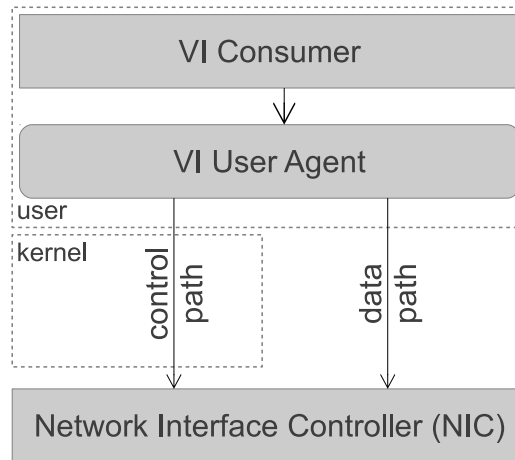 VI Consumer
VI User Agent
user
kernel
control
path
data
path
Network Interface Controller (NIC)